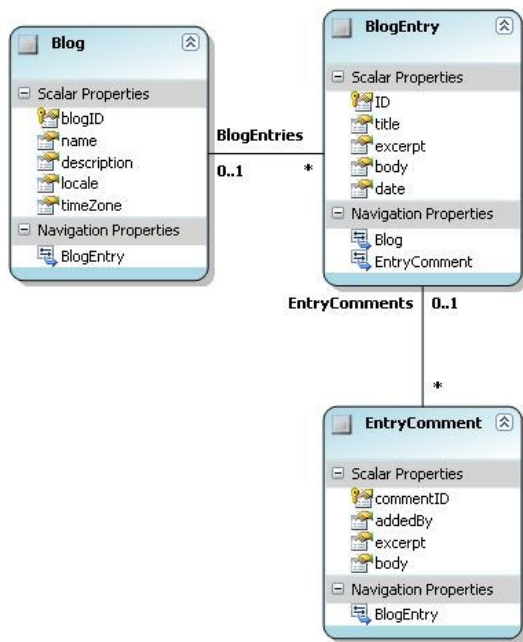 Blog
Scalar Properties
blogID
name
description
locale
timeZone
Navigation Properties
BlogEntry
BlogEntries
0..1
*
BlogEntry
Scalar Properties
ID
title
excerpt
body
date
Navigation Properties
Blog
EntryComment
EntryComments
0..1
*
EntryComment
Scalar Properties
commentID
addedBy
excerpt
body
Navigation Properties
BlogEntry